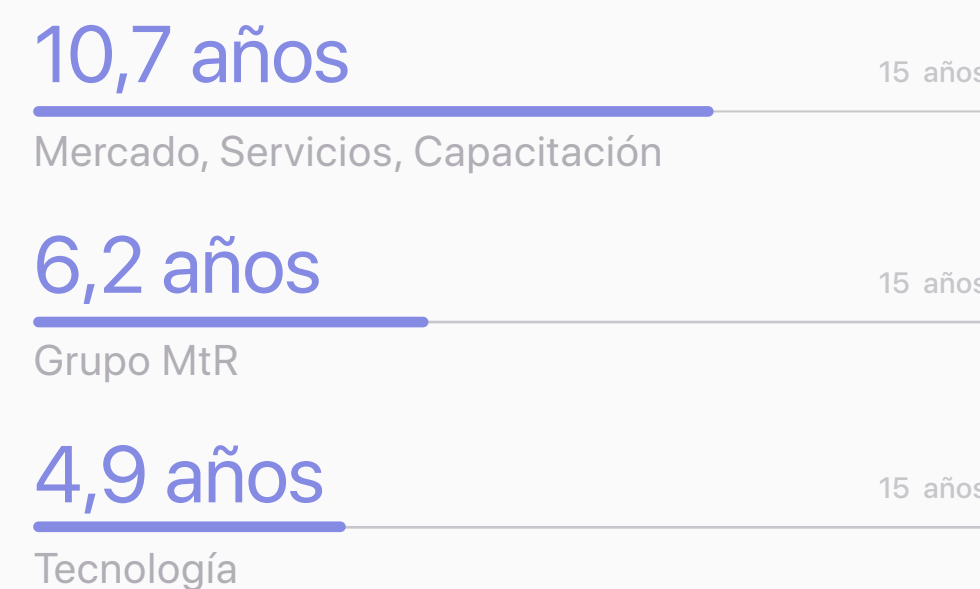 10,7 años
15 años
Mercado, Servicios, Capacitación
6,2 años
15 años
Grupo MtR
4,9 años
15 años
Tecnología